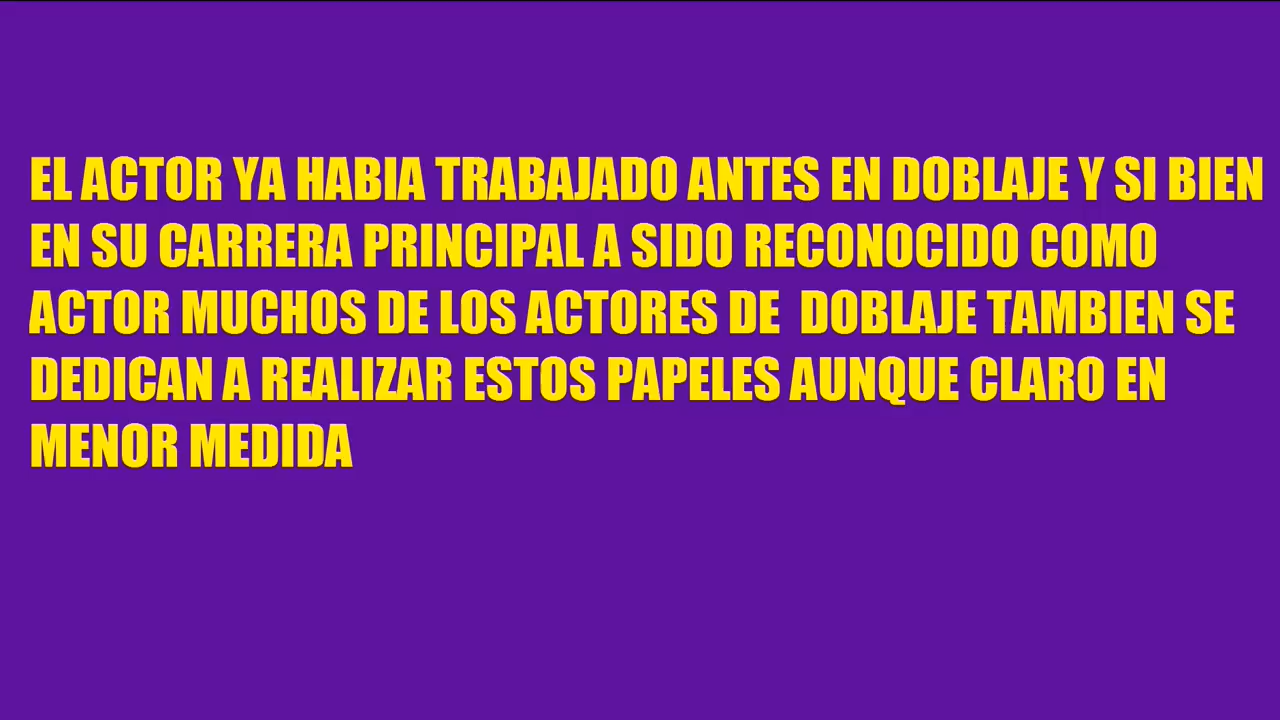 EL ACTOR YA HABIA TRABAJADO ANTES EN DOBLAJE Y SI BIEN
EN SU CARRERA PRINCIPAL A SIDO RECONOCIDO COMO
ACTOR MUCHOS DE LOS ACTORES DE  DOBLAJE TAMBIEN SE
DEDICAN A REALIZAR ESTOS PAPELES AUNQUE CLARO EN
MENOR MEDIDA